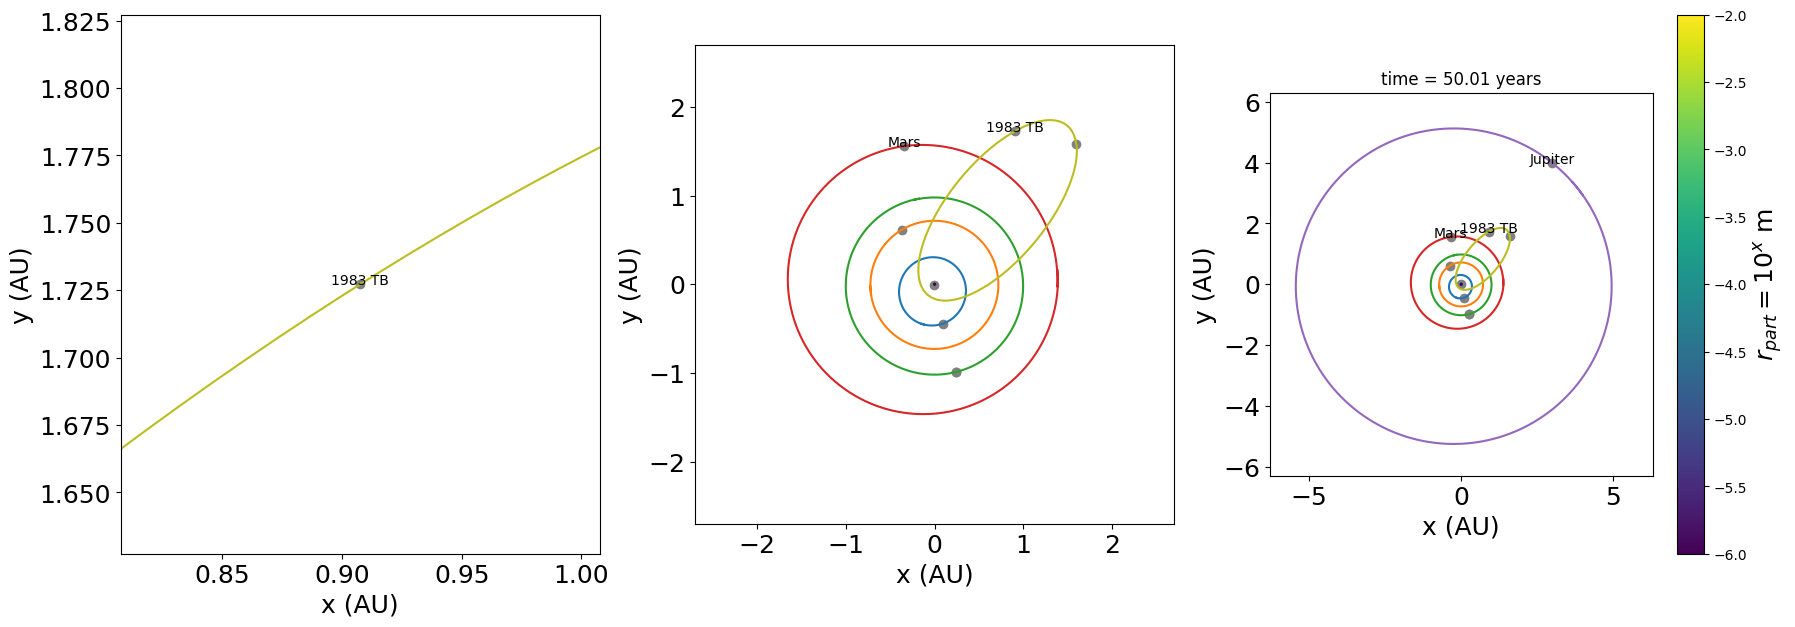 1.825
1.800
1.775
1.750
1.725
1.700
1.675
1.650
y (AU)
1983 TB
0.85
0.90
0.95
1.00
x (AU)
2
1
0
−1
−2
y (AU)
Mars
1983 TB
−2
−1
0
1
2
x (AU)
time = 50.01 years
6
4
2
0
−2
−4
−6
y (AU)
Jupiter
Mars
1983 TB
−5
0
5
x (AU)
−2.0
−2.5
−3.0
−3.5
−4.0
−4.5
−5.0
−5.5
−6.0
r_part = 10^x m